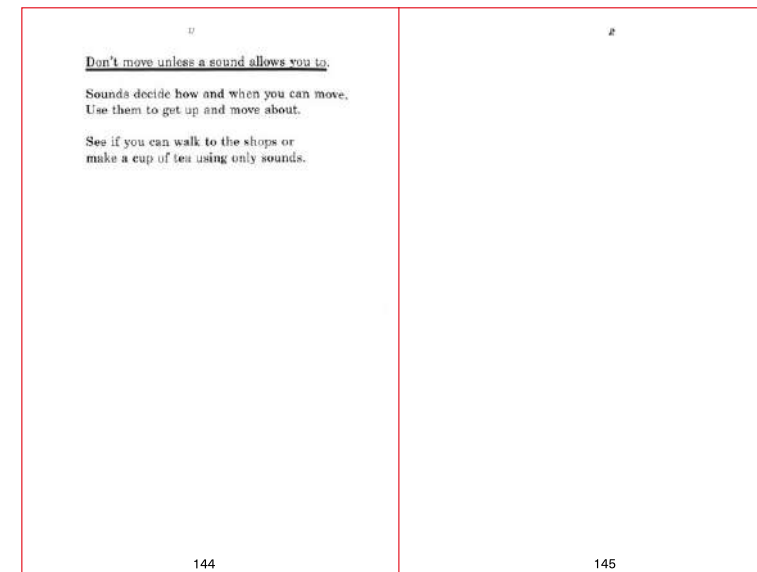 Don't move unless a sound allows you to.
Sounds decide how and when you can move.
Use them to get up and move about.
See if you can walk to the shops or
make a cup of tea using only sounds.
144
145